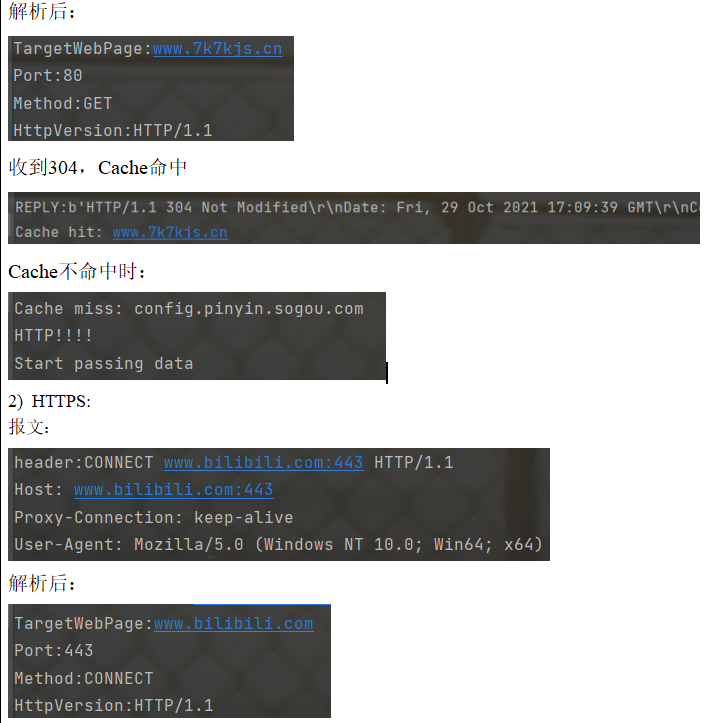 解析后：
TargetWebPage:www.7k7kjs.cn
Port:80
Method:GET
HttpVersion:HTTP/1.1
收到304，Cache命中
REPLY:b'HTTP/1.1 304 Not Modified\r\nDate: Fri, 29 Oct 2021 17:09:39 GMT\r\nC
Cache hit: www.7k7kjs.cn
Cache不命中时：
Cache miss: config.pinyin.sogou.com
HTTP!!!!
Start passing data
2) HTTPS:
报文：
header:CONNECT www.bilibili.com:443 HTTP/1.1
Host: www.bilibili.com:443
Proxy-Connection: keep-alive
User-Agent: Mozilla/5.0 (Windows NT 10.0; Win64; x64)
解析后：
TargetWebPage:www.bilibili.com
Port:443
Method:CONNECT
HttpVersion:HTTP/1.1